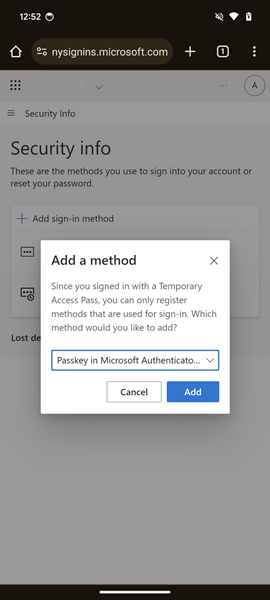 12:52
nysignins.microsoft.com
1
A
Security Info
Security info
These are the methods you use to sign into your account or
reset your password.
Add sign-in method
Add a method
Since you signed in with a Temporary
Access Pass, you can only register
methods that are used for sign-in. Which
method would you like to add?
Passkey in Microsoft Authenticato...
Cancel
Add
Lost de